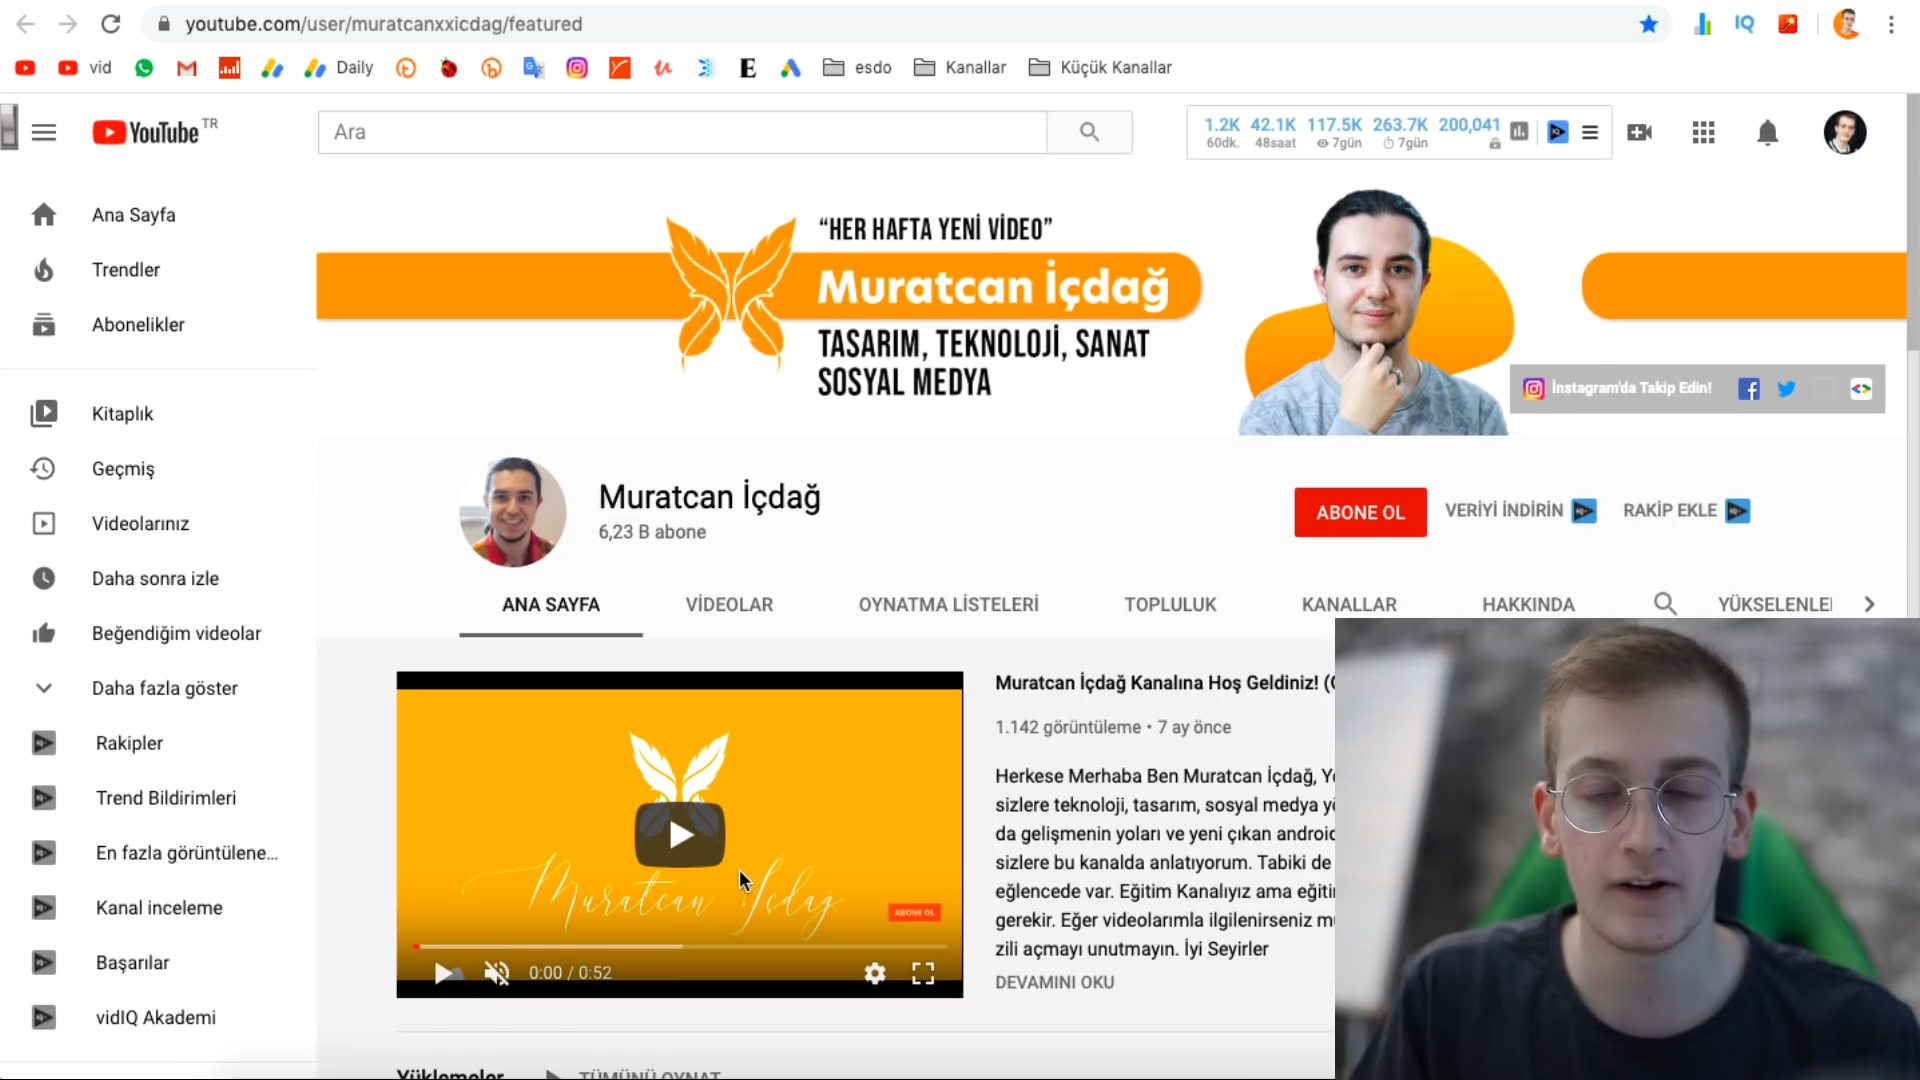 youtube.com/user/muratcanxxicdag/featured
vid
Daily
esdo
Kanallar
Küçük Kanallar
YouTube TR
Ara
1.2K 42.1K 117.5K 263.7K 200,041
60dk. 48saat 7gün 7gün
Ana Sayfa
Trendler
Abonelikler
Kitaplık
Geçmiş
Videolarınız
Daha sonra izle
Beğendiğim videolar
Daha fazla göster
Rakipler
Trend Bildirimleri
En fazla görüntülene...
Kanal inceleme
Başarılar
vidIQ Akademi
“HER HAFTA YENİ VİDEO”
Muratcan İçdağ
TASARIM, TEKNOLOJİ, SANAT
SOSYAL MEDYA
İnstagram'da Takip Edin!
Muratcan İçdağ
6,23 B abone
ABONE OL
VERİYİ İNDİRİN
RAKİP EKLE
ANA SAYFA
VİDEOLAR
OYNATMA LİSTELERİ
TOPLULUK
KANALLAR
HAKKINDA
YÜKSELENLE
Muratcan İçdağ
ABONE OL
0:00 / 0:52
Muratcan İçdağ Kanalına Hoş Geldiniz! (
1.142 görüntüleme • 7 ay önce
Herkese Merhaba Ben Muratcan İçdağ, Y
sizlere teknoloji, tasarım, sosyal medya y
da gelişmenin yoları ve yeni çıkan android
sizlere bu kanalda anlatıyorum. Tabiki de
eğlencede var. Eğitim Kanalıyız ama eğiti
gerekir. Eğer videolarımla ilgilenirseniz m
zili açmayı unutmayın. İyi Seyirler
DEVAMINI OKU
Yüklemeler
TÜMÜNÜ OYNAT